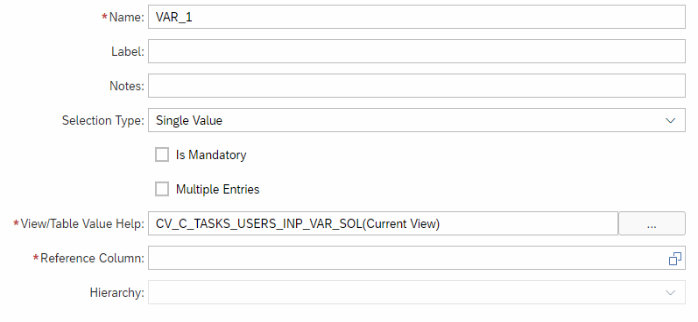 *Name: VAR_1
Label:
Notes:
Selection Type: Single Value
Is Mandatory
Multiple Entries
*View/Table Value Help: CV_C_TASKS_USERS_INP_VAR_SOL(Current View) ...
*Reference Column:
Hierarchy: